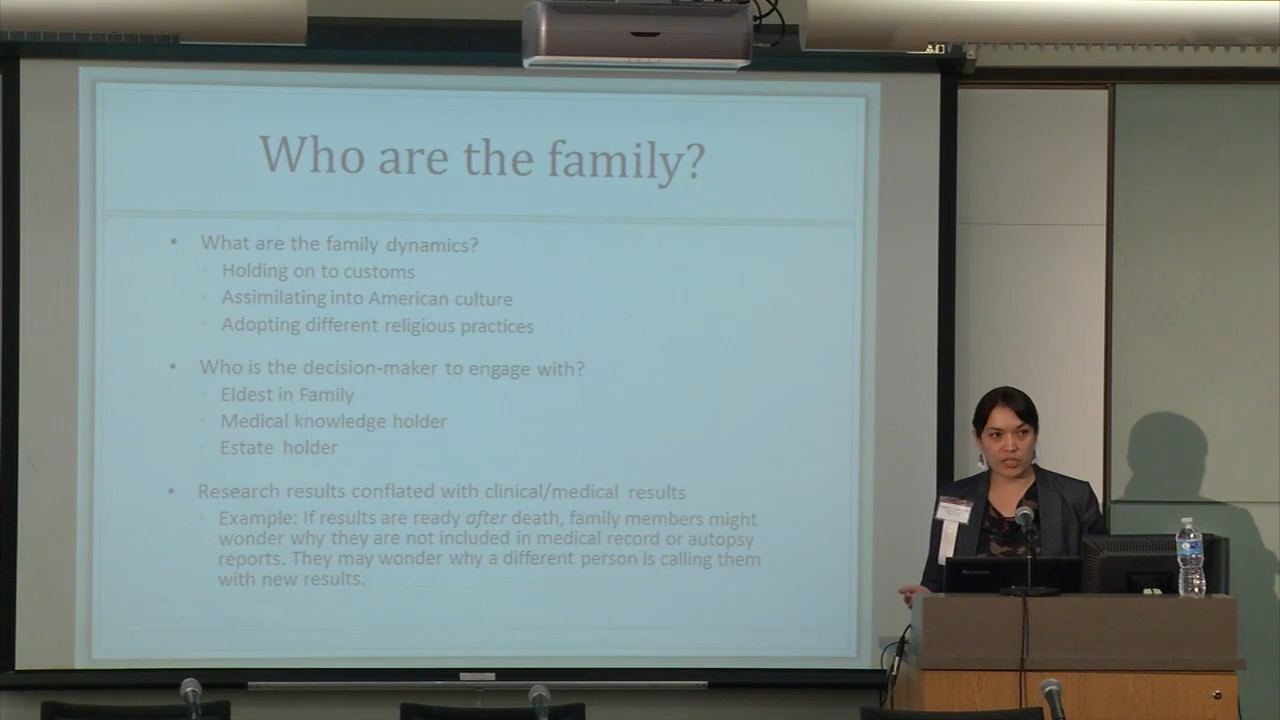 Who are the family?
• What are the family dynamics?
Holding on to customs
Assimilating into American culture
Adopting different religious practices
• Who is the decision-maker to engage with?
Eldest in Family
Medical knowledge holder
Estate holder
• Research results conflated with clinical/medical results
Example: If results are ready after death, family members might
wonder why they are not included in medical record or autopsy
reports. They may wonder why a different person is calling them
with new results.